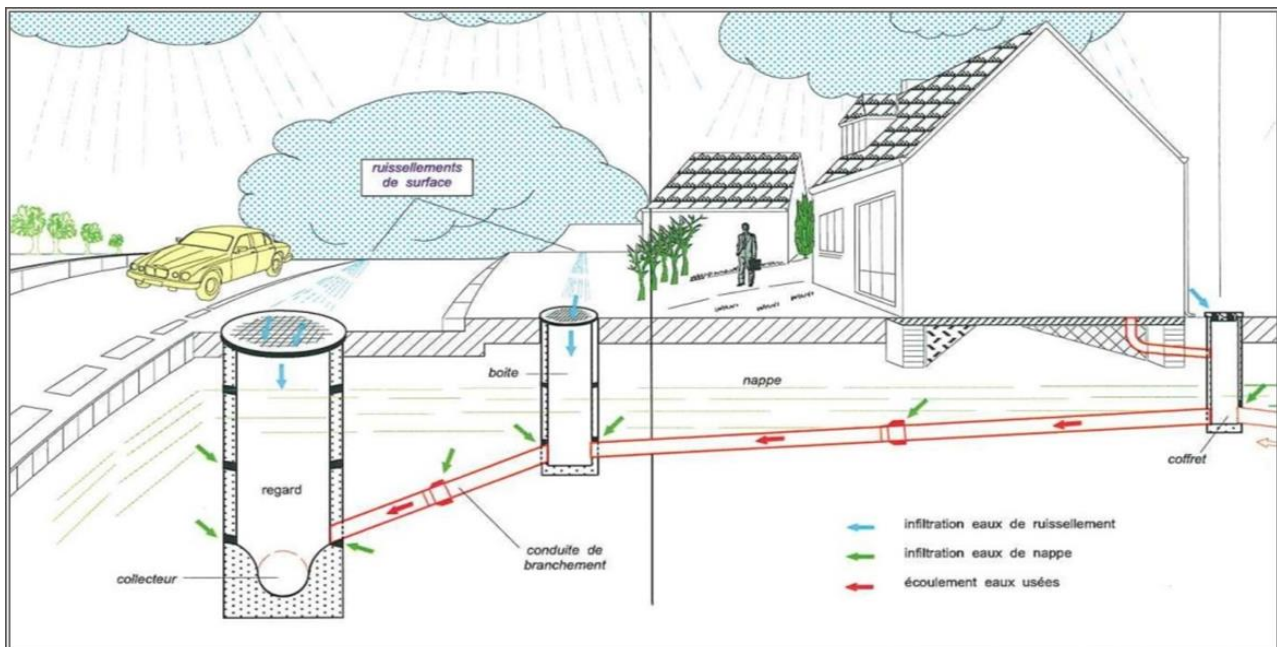 ruissellements
de surface
boite
nappe
regard
coffret
conduite de
branchement
collecteur
infiltration eaux de ruissellement
infiltration eaux de nappe
écoulement eaux usées